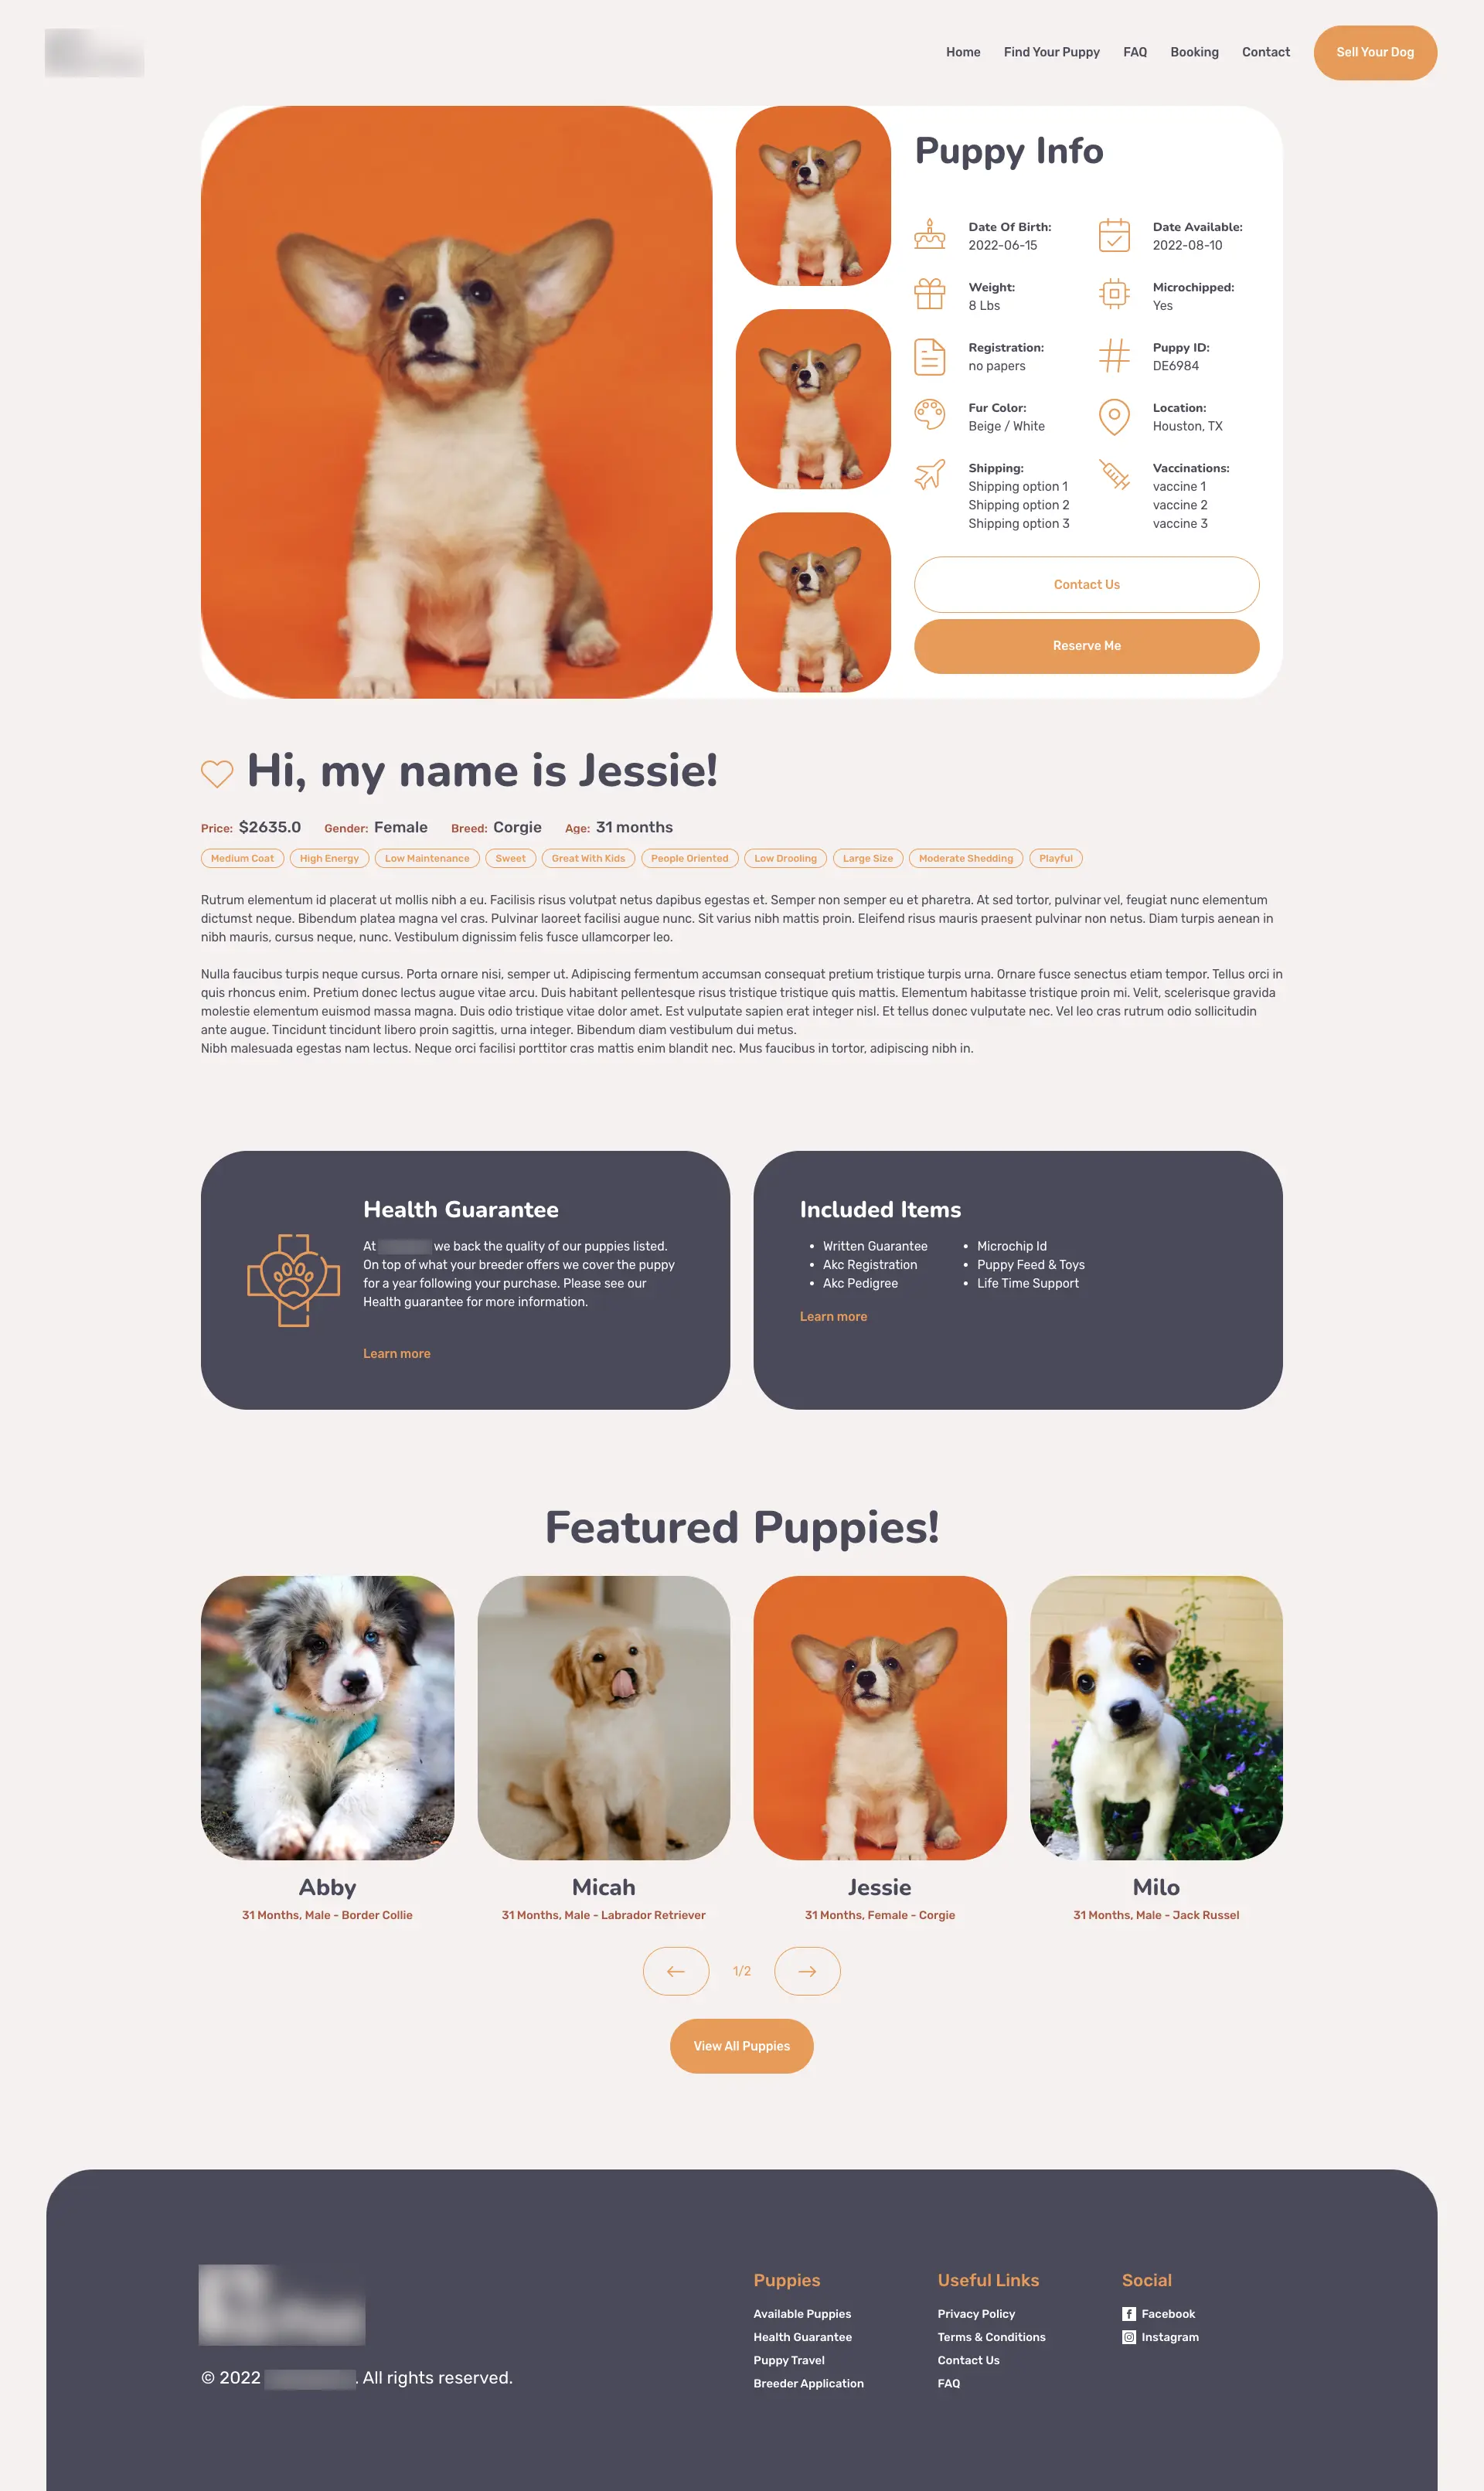 Home Find Your Puppy FAQ Booking Contact Sell Your Dog
Puppy Info
Date Of Birth:
2022-06-15
Date Available:
2022-08-10
Weight:
8 Lbs
Microchipped:
Yes
Registration:
no papers
Puppy ID:
DE6984
Fur Color:
Beige / White
Location:
Houston, TX
Shipping:
Shipping option 1
Shipping option 2
Shipping option 3
Vaccinations:
vaccine 1
vaccine 2
vaccine 3
Contact Us
Reserve Me
Hi, my name is Jessie!
Price: $2635.0 Gender: Female Breed: Corgie Age: 31 months
Medium Coat High Energy Low Maintenance Sweet Great With Kids People Oriented Low Drooling Large Size Moderate Shedding Playful
Rutrum elementum id placerat ut mollis nibh a eu. Facilisis risus volutpat netus dapibus egestas et. Semper non semper eu et pharetra. At sed tortor, pulvinar vel, feugiat nunc elementum
dictumst neque. Bibendum platea magna vel cras. Pulvinar laoreet facilisi augue nunc. Sit varius nibh mattis proin. Eleifend risus mauris praesent pulvinar non netus. Diam turpis aenean in
nibh mauris, cursus neque, nunc. Vestibulum dignissim felis fusce ullamcorper leo.
Nulla faucibus turpis neque cursus. Porta ornare nisi, semper ut. Adipiscing fermentum accumsan consequat pretium tristique turpis urna. Ornare fusce senectus etiam tempor. Tellus orci in
quis rhoncus enim. Pretium donec lectus augue vitae arcu. Duis habitant pellentesque risus tristique tristique quis mattis. Elementum habitasse tristique proin mi. Velit, scelerisque gravida
molestie elementum euismod massa magna. Duis odio tristique vitae dolor amet. Est vulputate sapien erat integer nisl. Et tellus donec vulputate nec. Vel leo cras rutrum odio sollicitudin
ante augue. Tincidunt tincidunt libero proin sagittis, urna integer. Bibendum diam vestibulum dui metus.
Nibh malesuada egestas nam lectus. Neque orci facilisi porttitor cras mattis enim blandit nec. Mus faucibus in tortor, adipiscing nibh in.
Health Guarantee
At we back the quality of our puppies listed.
On top of what your breeder offers we cover the puppy
for a year following your purchase. Please see our
Health guarantee for more information.
Learn more
Included Items
• Written Guarantee
• Akc Registration
• Akc Pedigree
• Microchip Id
• Puppy Feed & Toys
• Life Time Support
Learn more
Featured Puppies!
Abby
31 Months, Male - Border Collie
Micah
31 Months, Male - Labrador Retriever
Jessie
31 Months, Female - Corgie
Milo
31 Months, Male - Jack Russel
1/2
View All Puppies
© 2022 . All rights reserved.
Puppies
Available Puppies
Health Guarantee
Puppy Travel
Breeder Application
Useful Links
Privacy Policy
Terms & Conditions
Contact Us
FAQ
Social
Facebook
Instagram